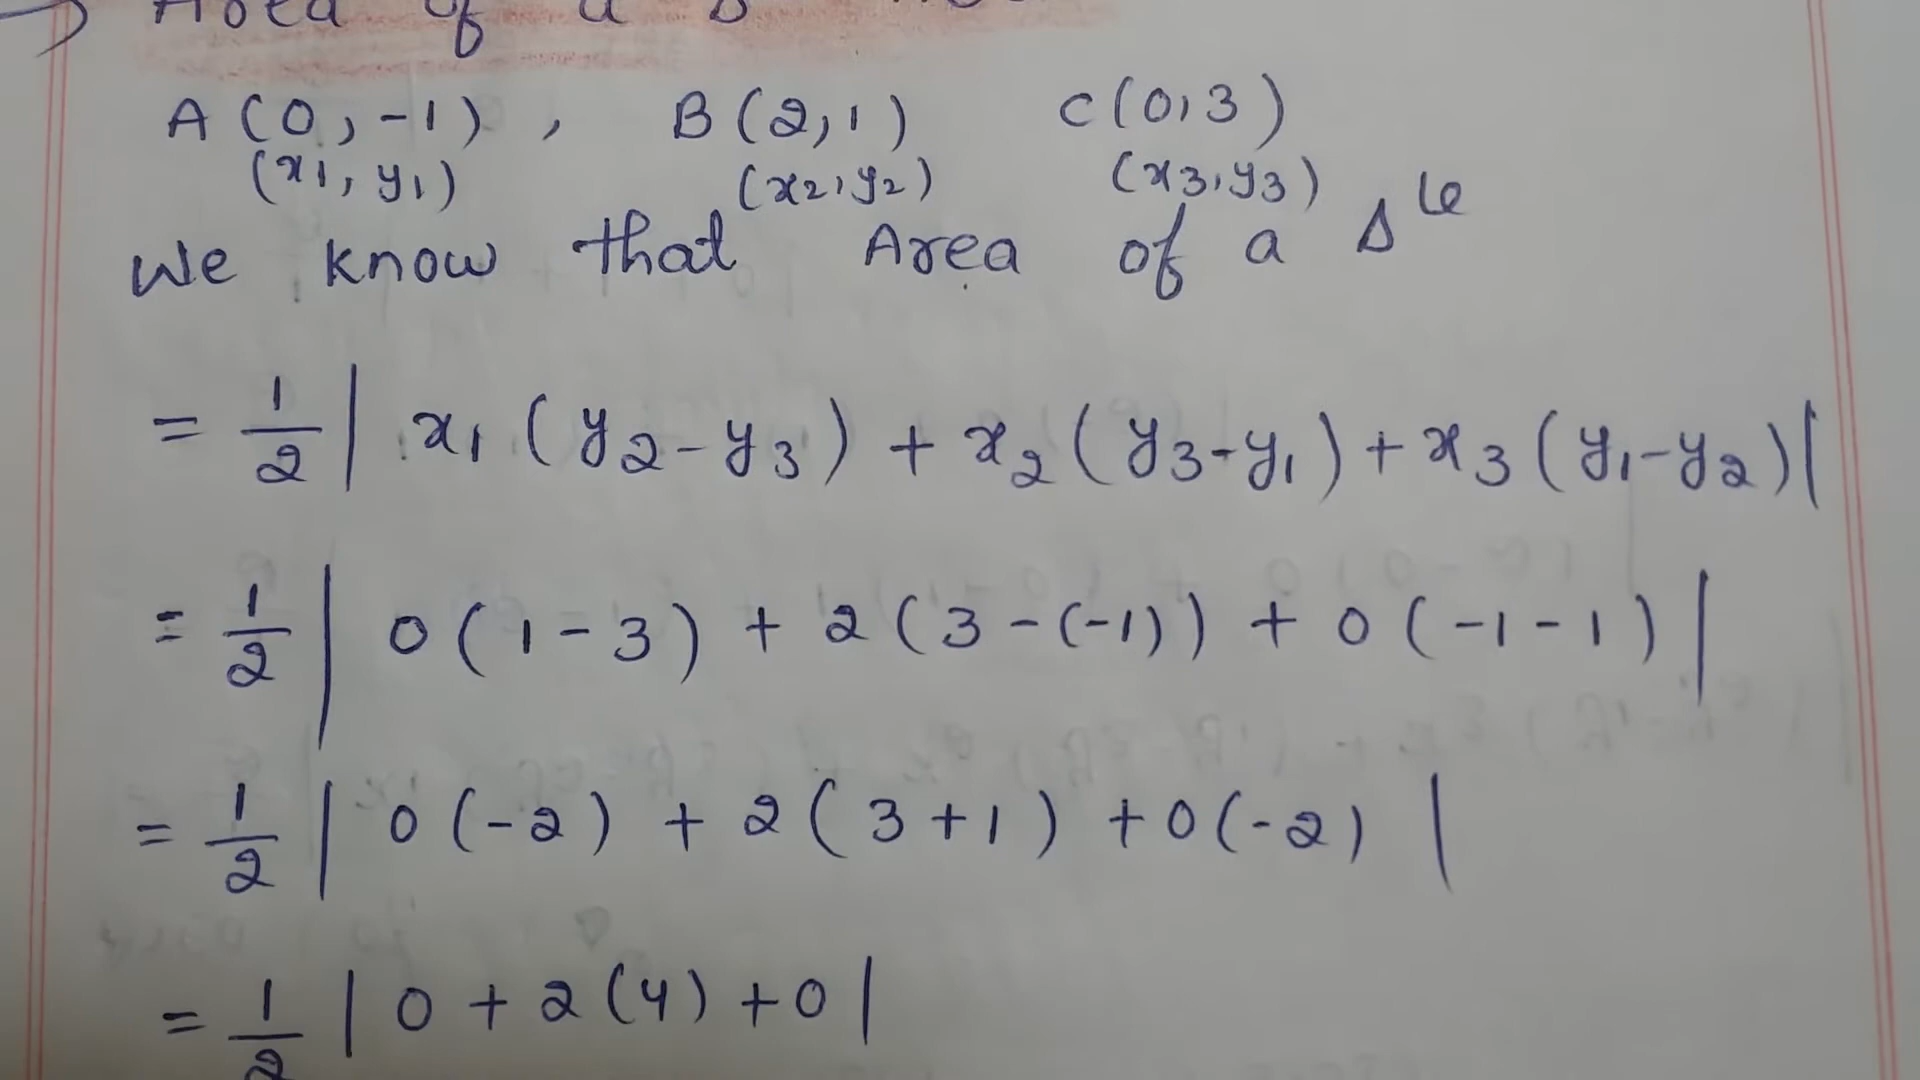 Area of a Δ
A (0, -1) , B (2, 1) C (0, 3)
(x1, y1) (x2, y2) (x3, y3)
We know that Area of a Δle
= 1/2 | x1 (y2 - y3) + x2 (y3 - y1) + x3 (y1 - y2) |
= 1/2 | 0 (1 - 3) + 2 (3 - (-1)) + 0 (-1 - 1) |
= 1/2 | 0 (-2) + 2 (3 + 1) + 0 (-2) |
= 1/2 | 0 + 2 (4) + 0 |